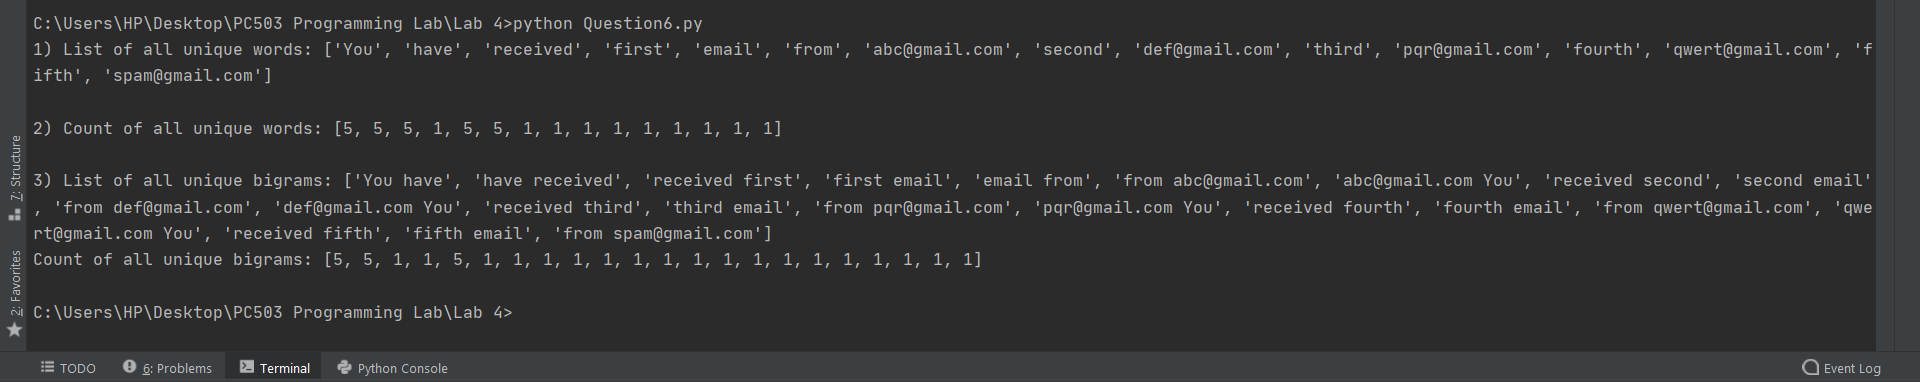 C:\Users\HP\Desktop\PC503 Programming Lab\Lab 4>python Question6.py
1) List of all unique words: ['You', 'have', 'received', 'first', 'email', 'from', 'abc@gmail.com', 'second', 'def@gmail.com', 'third', 'pqr@gmail.com', 'fourth', 'qwert@gmail.com', 'f
ifth', 'spam@gmail.com']
2) Count of all unique words: [5, 5, 5, 1, 5, 5, 1, 1, 1, 1, 1, 1, 1, 1, 1]
3) List of all unique bigrams: ['You have', 'have received', 'received first', 'first email', 'email from', 'from abc@gmail.com', 'abc@gmail.com You', 'received second', 'second email'
, 'from def@gmail.com', 'def@gmail.com You', 'received third', 'third email', 'from pqr@gmail.com', 'pqr@gmail.com You', 'received fourth', 'fourth email', 'from qwert@gmail.com', 'qwe
rt@gmail.com You', 'received fifth', 'fifth email', 'from spam@gmail.com']
Count of all unique bigrams: [5, 5, 1, 1, 5, 1, 1, 1, 1, 1, 1, 1, 1, 1, 1, 1, 1, 1, 1, 1, 1, 1]
C:\Users\HP\Desktop\PC503 Programming Lab\Lab 4>
7: Structure
2: Favorites
TODO 6: Problems Terminal Python Console Event Log